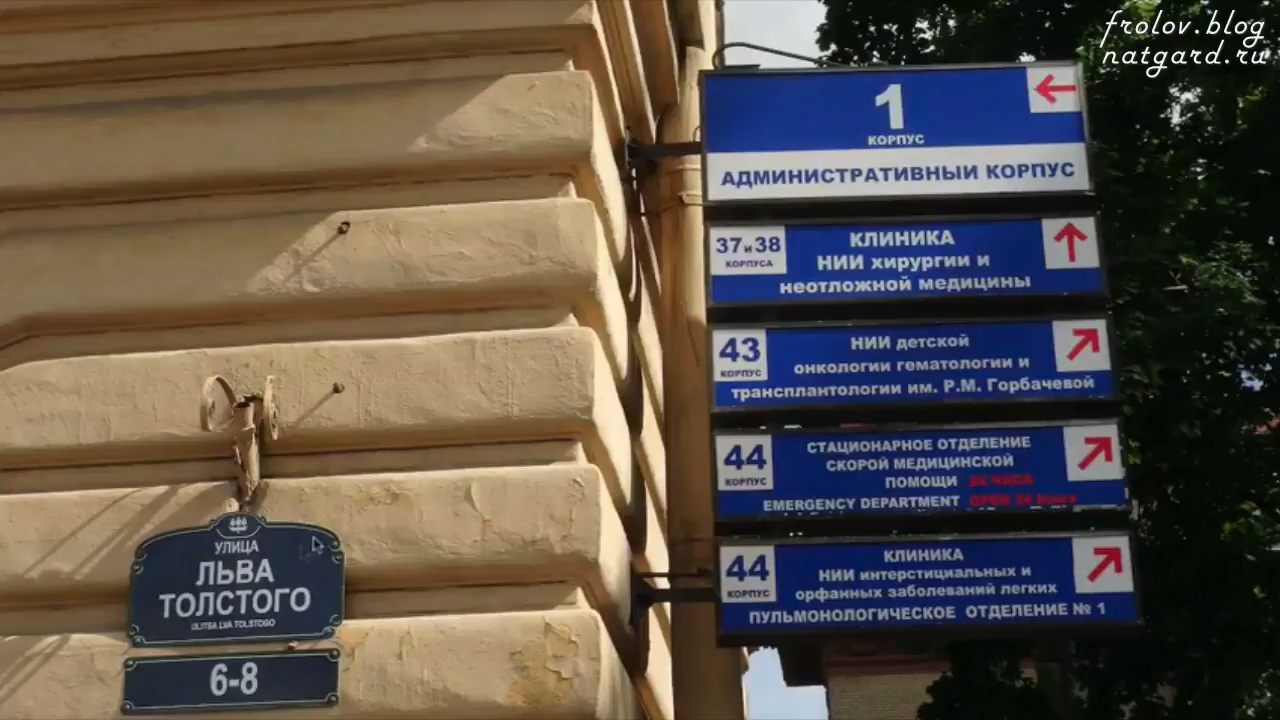 frolov.blog
natgard.ru
1
КОРПУС
АДМИНИСТРАТИВНЫЙ КОРПУС
37 и 38
КОРПУСА
КЛИНИКА
НИИ хирургии и
неотложной медицины
43
КОРПУС
НИИ детской
онкологии гематологии и
трансплантологии им. Р.М. Горбачевой
44
КОРПУС
СТАЦИОНАРНОЕ ОТДЕЛЕНИЕ
СКОРОЙ МЕДИЦИНСКОЙ
ПОМОЩИ 24 ЧАСА
EMERGENCY DEPARTMENT OPEN 24 hours
44
КОРПУС
КЛИНИКА
НИИ интерстициальных и
орфанных заболеваний легких
ПУЛЬМОНОЛОГИЧЕСКОЕ ОТДЕЛЕНИЕ № 1
УЛИЦА
ЛЬВА
ТОЛСТОГО
ULITSA LVA TOLSTOGO
6-8